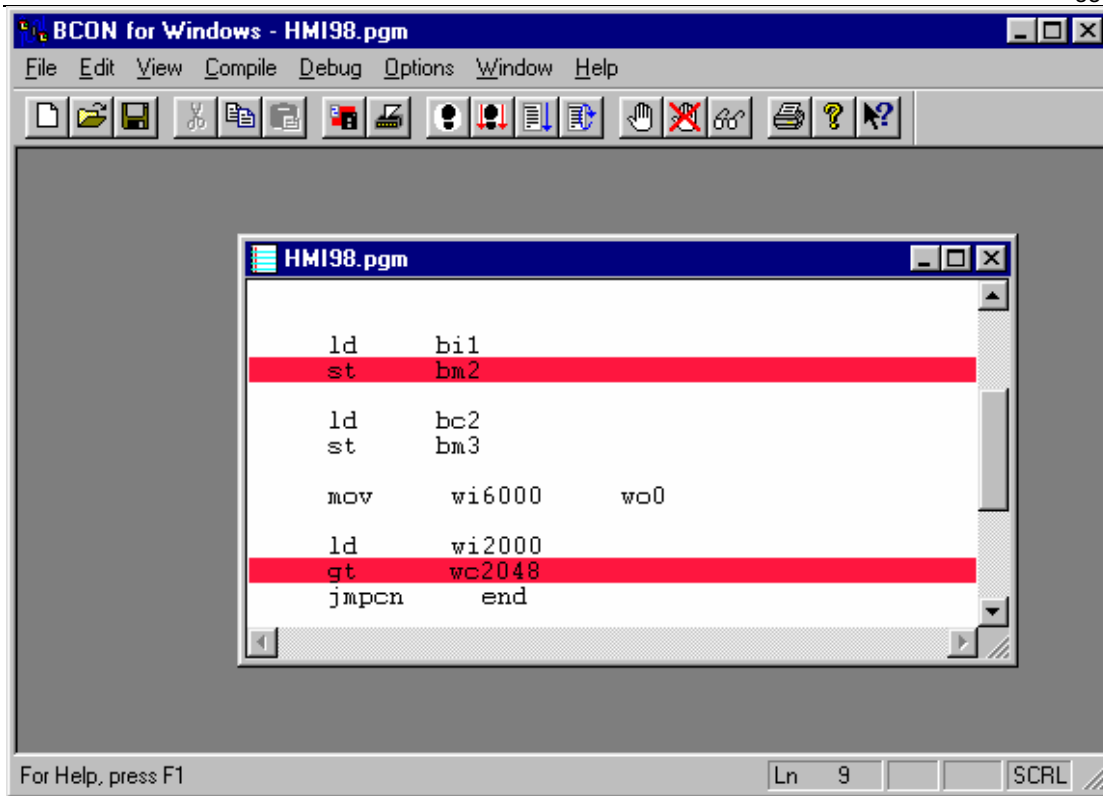 BCON for Windows - HMI98.pgm
File Edit View Compile Debug Options Window Help
HMI98.pgm
ld bi1
st bm2
ld bc2
st bm3
mov wi6000 wo0
ld wi2000
gt wc2048
jmpcn end
For Help, press F1
Ln 9
SCRL